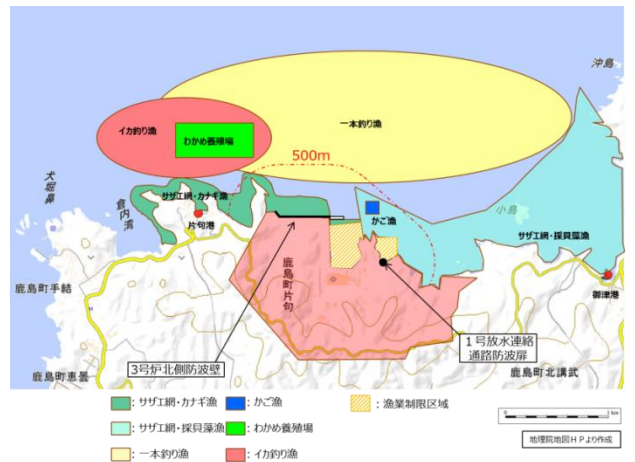 沖島
一本釣り漁
イカ釣り漁
わかめ養殖場
500m
犬堀鼻
倉内湾
サザエ網・カナギ漁
片句港
かご漁
小島
サザエ網・採貝藻漁
御津港
鹿島町手結
鹿島町片句
3号炉北側防波壁
1号放水連絡
通路防波扉
鹿島町恵曇
鹿島町北講武
:サザエ網・カナギ漁
:かご漁
:漁業制限区域
:サザエ網・採貝藻漁
:わかめ養殖場
:一本釣り漁
:イカ釣り漁
0
1 km
地理院地図HPより作成